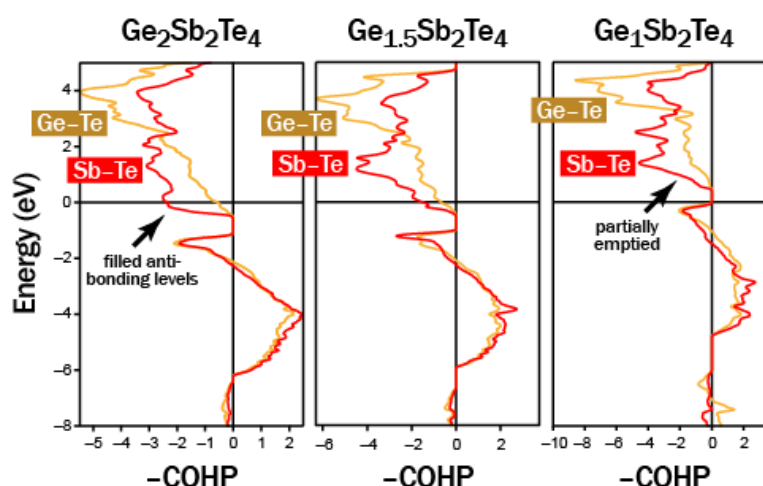 Ge₂Sb₂Te₄ Ge₁.₅Sb₂Te₄ Ge₁Sb₂Te₄
Energy (eV)
4
2
0
−2
−4
−6
−8
Ge–Te
Sb–Te
filled anti-
bonding levels
−5 −4 −3 −2 −1 0 1 2
−COHP
Ge–Te
Sb–Te
−6 −4 −2 0 2
−COHP
Ge–Te
Sb–Te
partially
emptied
−10 −8 −6 −4 −2 0 2
−COHP